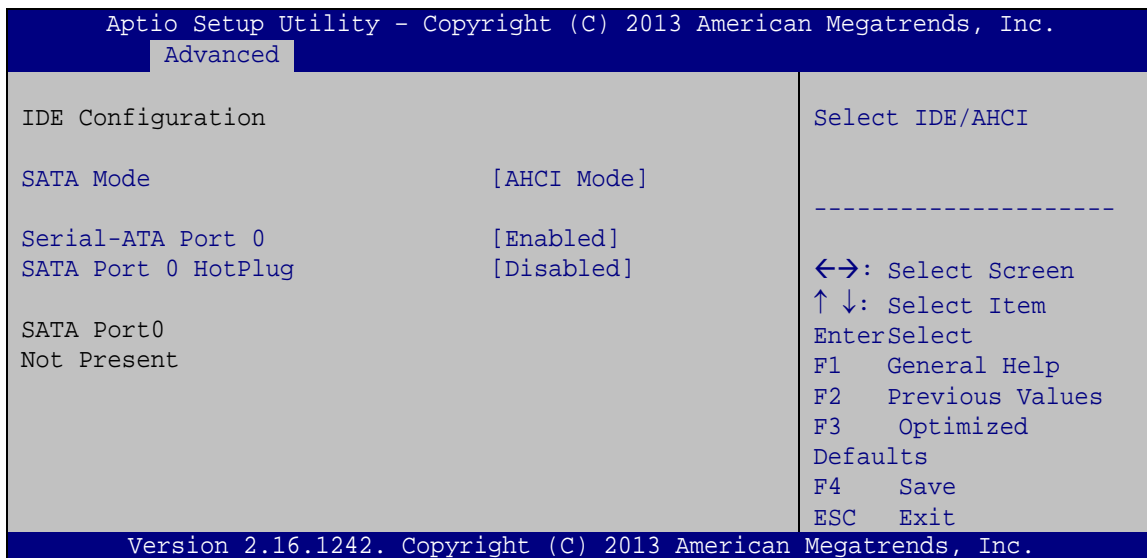 Aptio Setup Utility – Copyright (C) 2013 American Megatrends, Inc.
Advanced
IDE Configuration
SATA Mode [AHCI Mode]
Serial-ATA Port 0 [Enabled]
SATA Port 0 HotPlug [Disabled]
SATA Port0
Not Present
Select IDE/AHCI
---------------------
←→: Select Screen
↑ ↓: Select Item
EnterSelect
F1 General Help
F2 Previous Values
F3 Optimized
Defaults
F4 Save
ESC Exit
Version 2.16.1242. Copyright (C) 2013 American Megatrends, Inc.